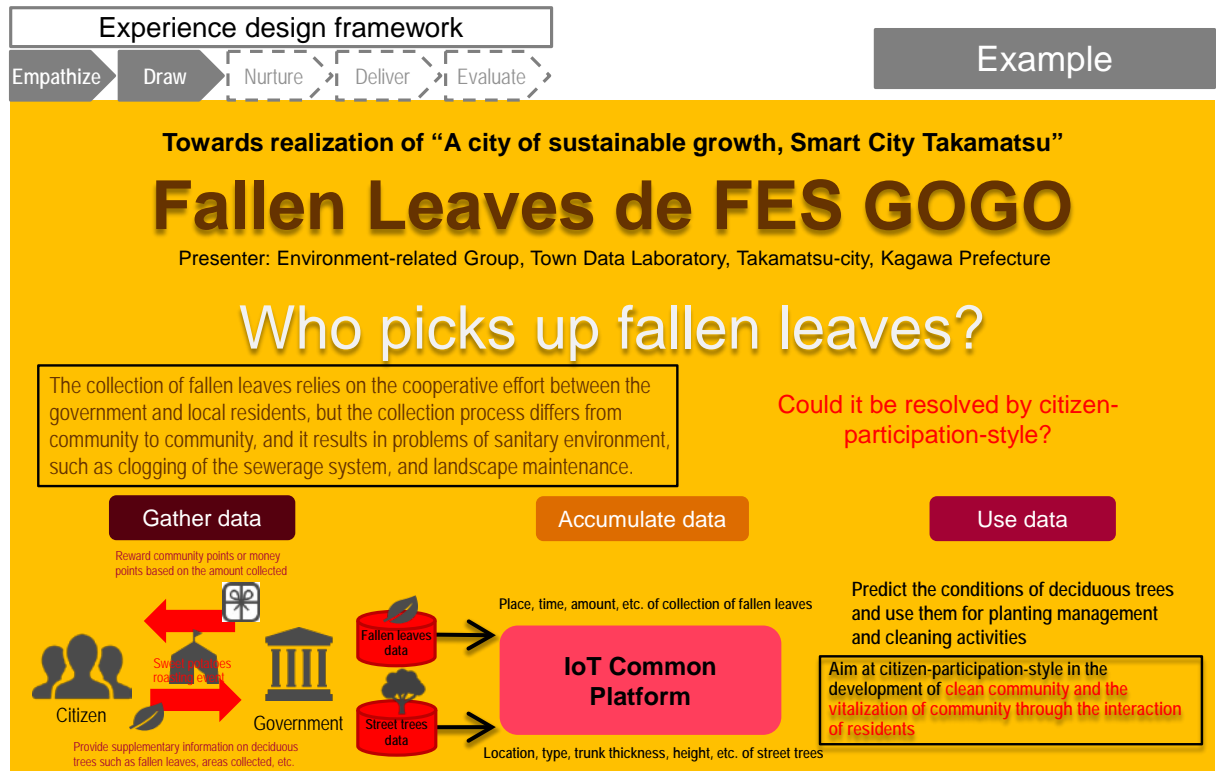 Experience design framework
Empathize
Draw
Nurture
Deliver
Evaluate
Example
Towards realization of “A city of sustainable growth, Smart City Takamatsu”
Fallen Leaves de FES GOGO
Presenter: Environment-related Group, Town Data Laboratory, Takamatsu-city, Kagawa Prefecture
Who picks up fallen leaves?
The collection of fallen leaves relies on the cooperative effort between the
government and local residents, but the collection process differs from
community to community, and it results in problems of sanitary environment,
such as clogging of the sewerage system, and landscape maintenance.
Could it be resolved by citizen-
participation-style?
Gather data
Reward community points or money
points based on the amount collected
Sweet potatoes
roasting event
Citizen
Government
Provide supplementary information on deciduous
trees such as fallen leaves, areas collected, etc.
Accumulate data
Fallen leaves
data
Street trees
data
Place, time, amount, etc. of collection of fallen leaves
IoT Common
Platform
Location, type, trunk thickness, height, etc. of street trees
Use data
Predict the conditions of deciduous trees
and use them for planting management
and cleaning activities
Aim at citizen-participation-style in the
development of clean community and the
vitalization of community through the interaction
of residents